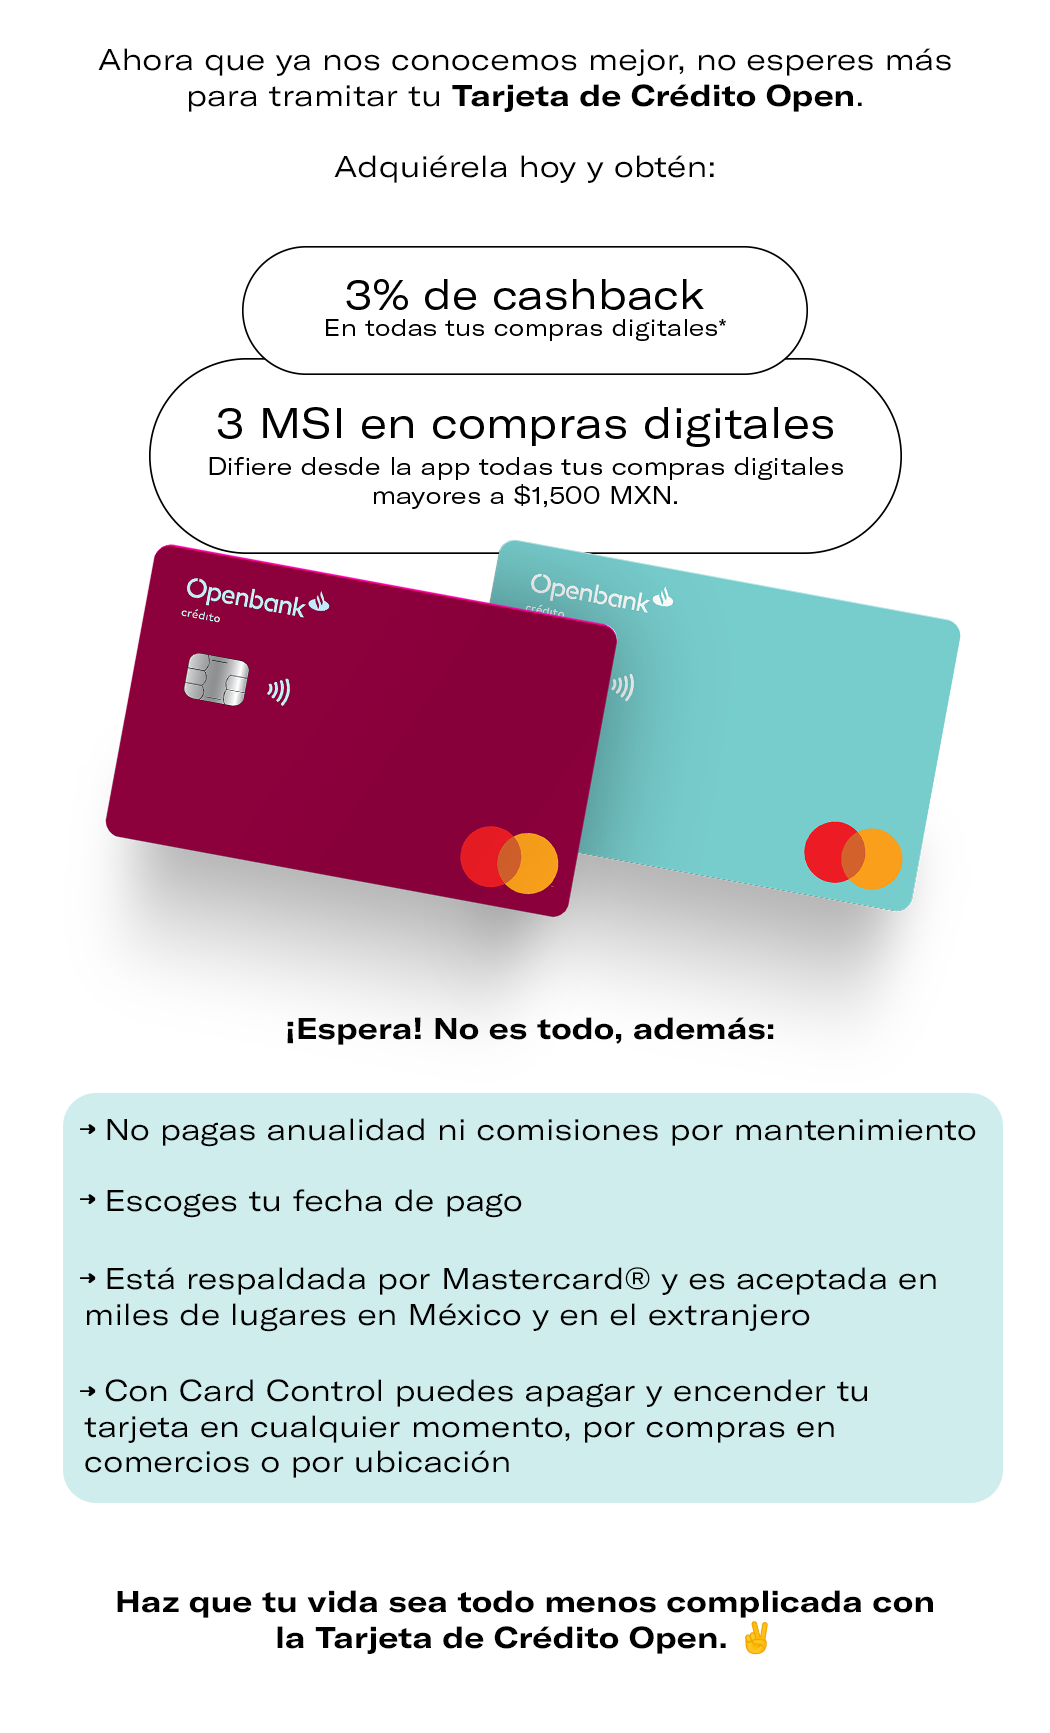 Ahora que ya nos conocemos mejor, no esperes más
para tramitar tu Tarjeta de Crédito Open.
Adquiérela hoy y obtén:
3% de cashback
En todas tus compras digitales*
3 MSI en compras digitales
Difiere desde la app todas tus compras digitales
mayores a $1,500 MXN.
Openbank
crédito
Openbank
crédito
¡Espera! No es todo, además:
➜ No pagas anualidad ni comisiones por mantenimiento
➜ Escoges tu fecha de pago
➜ Está respaldada por Mastercard® y es aceptada en
miles de lugares en México y en el extranjero
➜ Con Card Control puedes apagar y encender tu
tarjeta en cualquier momento, por compras en
comercios o por ubicación
Haz que tu vida sea todo menos complicada con
la Tarjeta de Crédito Open. ✌️